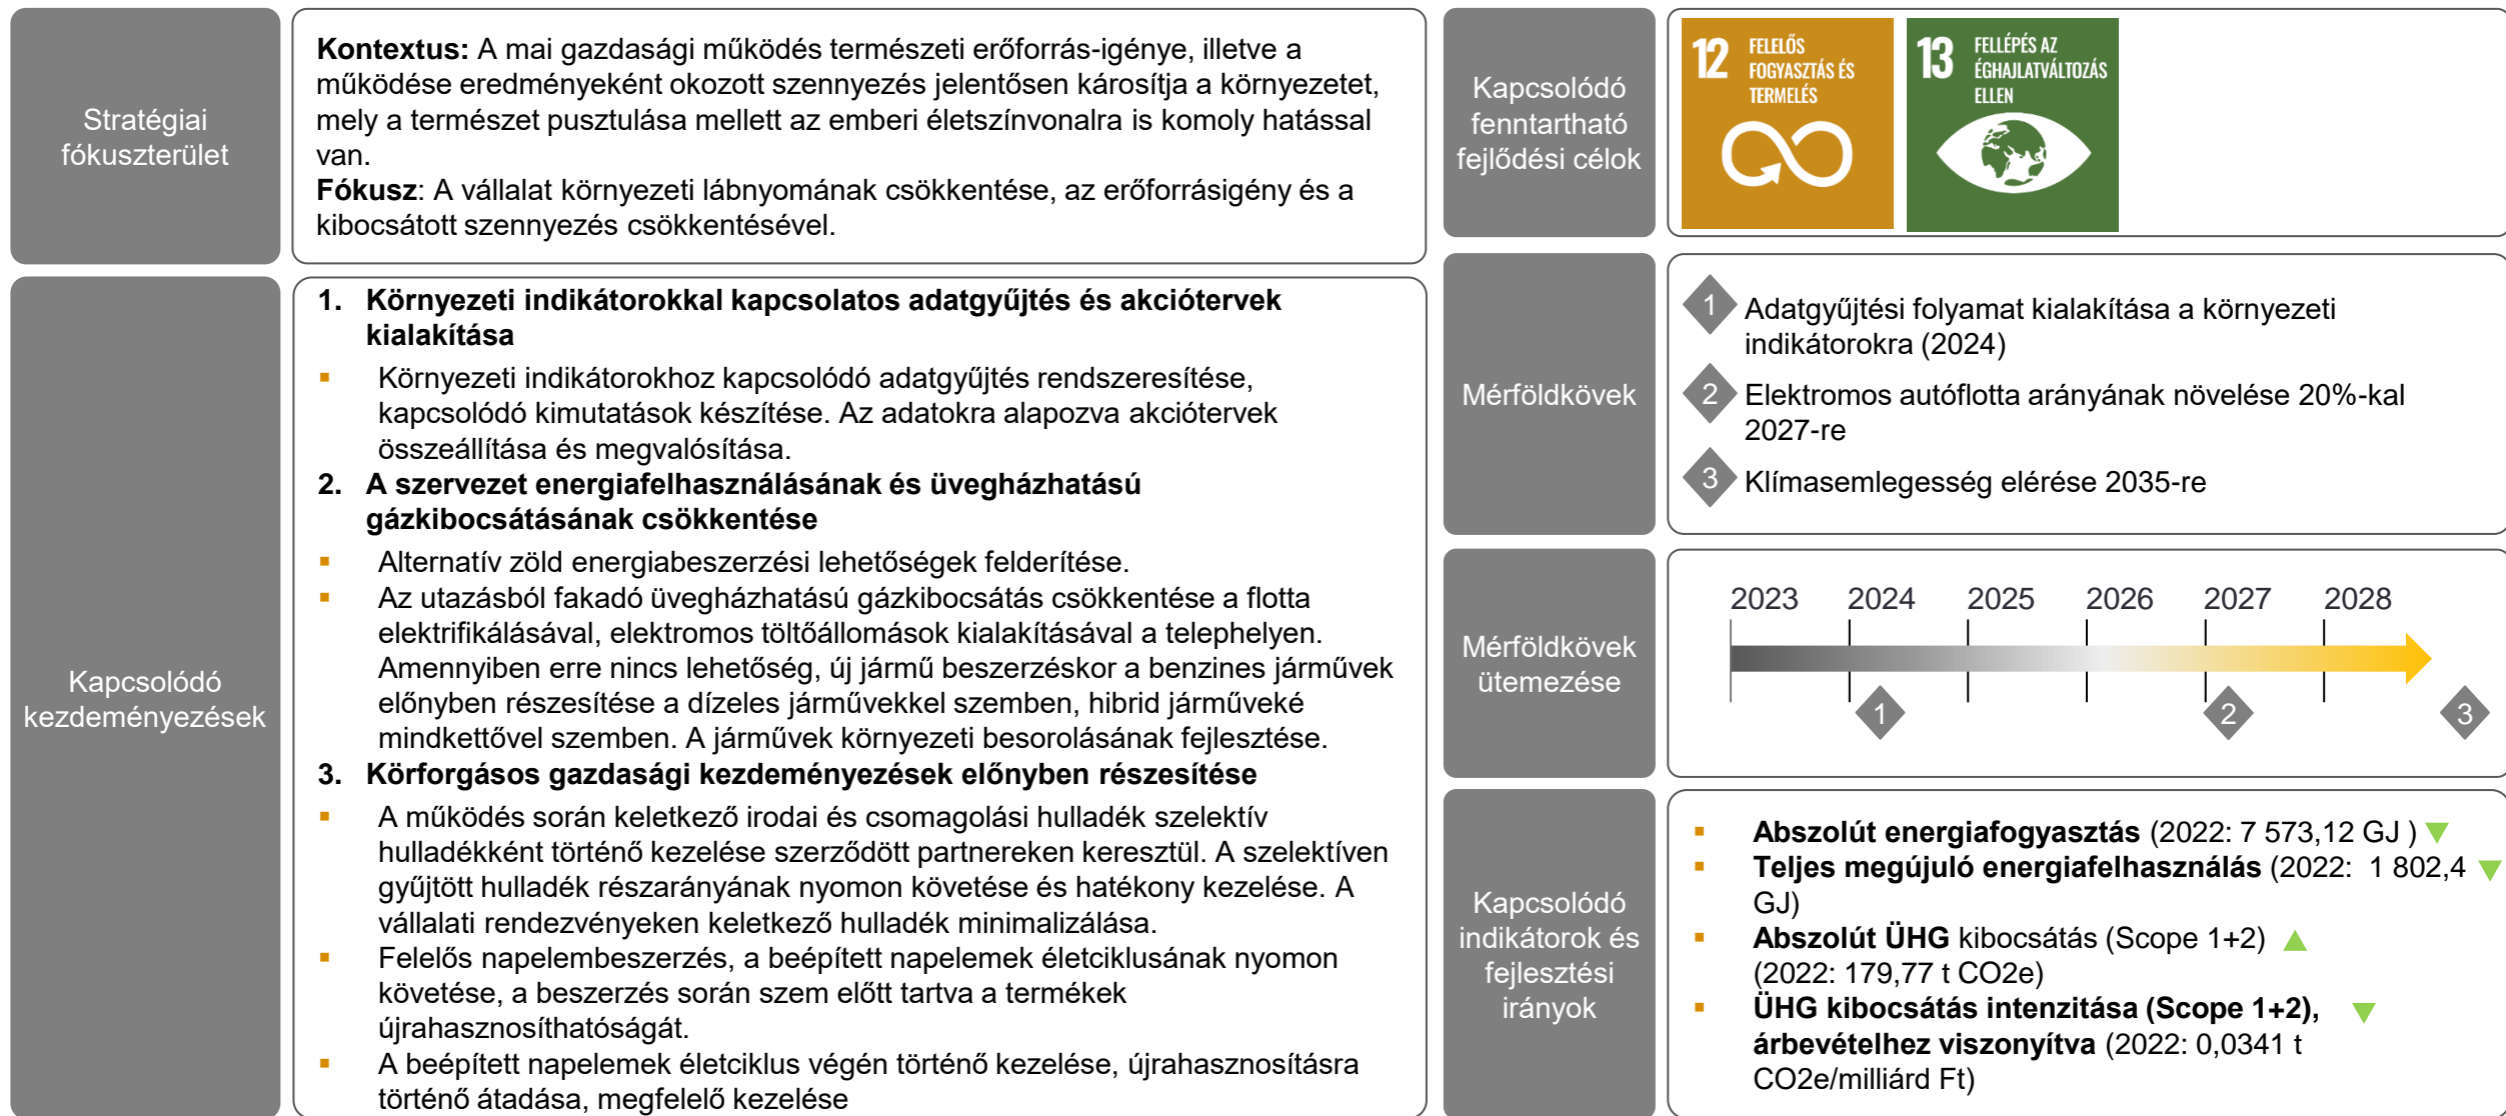 Stratégiai
fókuszterület
Kontextus: A mai gazdasági működés természeti erőforrás-igénye, illetve a
működése eredményeként okozott szennyezés jelentősen károsítja a környezetet,
mely a természet pusztulása mellett az emberi életszínvonalra is komoly hatással
van.
Fókusz: A vállalat környezeti lábnyomának csökkentése, az erőforrásigény és a
kibocsátott szennyezés csökkentésével.
Kapcsolódó
kezdeményezések
1. Környezeti indikátorokkal kapcsolatos adatgyűjtés és akciótervek
kialakítása
▪ Környezeti indikátorokhoz kapcsolódó adatgyűjtés rendszeresítése,
kapcsolódó kimutatások készítése. Az adatokra alapozva akciótervek
összeállítása és megvalósítása.
2. A szervezet energiafelhasználásának és üvegházhatású
gázkibocsátásának csökkentése
▪ Alternatív zöld energiabeszerzési lehetőségek felderítése.
▪ Az utazásból fakadó üvegházhatású gázkibocsátás csökkentése a flotta
elektrifikálásával, elektromos töltőállomások kialakításával a telephelyen.
Amennyiben erre nincs lehetőség, új jármű beszerzéskor a benzines járművek
előnyben részesítése a dízeles járművekkel szemben, hibrid járműveké
mindkettővel szemben. A járművek környezeti besorolásának fejlesztése.
3. Körforgásos gazdasági kezdeményezések előnyben részesítése
▪ A működés során keletkező irodai és csomagolási hulladék szelektív
hulladékként történő kezelése szerződött partnereken keresztül. A szelektíven
gyűjtött hulladék részarányának nyomon követése és hatékony kezelése. A
vállalati rendezvényeken keletkező hulladék minimalizálása.
▪ Felelős napelembeszerzés, a beépített napelemek életciklusának nyomon
követése, a beszerzés során szem előtt tartva a termékek
újrahasznosíthatóságát.
▪ A beépített napelemek életciklus végén történő kezelése, újrahasznosításra
történő átadása, megfelelő kezelése
Kapcsolódó
fenntartható
fejlődési célok
12 FELELŐS
FOGYASZTÁS ÉS
TERMELÉS
13 FELLÉPÉS AZ
ÉGHAJLATVÁLTOZÁS
ELLEN
Mérföldkövek
1 Adatgyűjtési folyamat kialakítása a környezeti
indikátorokra (2024)
2 Elektromos autóflotta arányának növelése 20%-kal
2027-re
3 Klímasemlegesség elérése 2035-re
Mérföldkövek
ütemezése
2023 2024 2025 2026 2027 2028
1 2 3
Kapcsolódó
indikátorok és
fejlesztési
irányok
▪ Abszolút energiafogyasztás (2022: 7 573,12 GJ ) ▼
▪ Teljes megújuló energiafelhasználás (2022: 1 802,4 ▼
GJ)
▪ Abszolút ÜHG kibocsátás (Scope 1+2) ▲
(2022: 179,77 t CO2e)
▪ ÜHG kibocsátás intenzitása (Scope 1+2), ▼
árbevételhez viszonyítva (2022: 0,0341 t
CO2e/milliárd Ft)